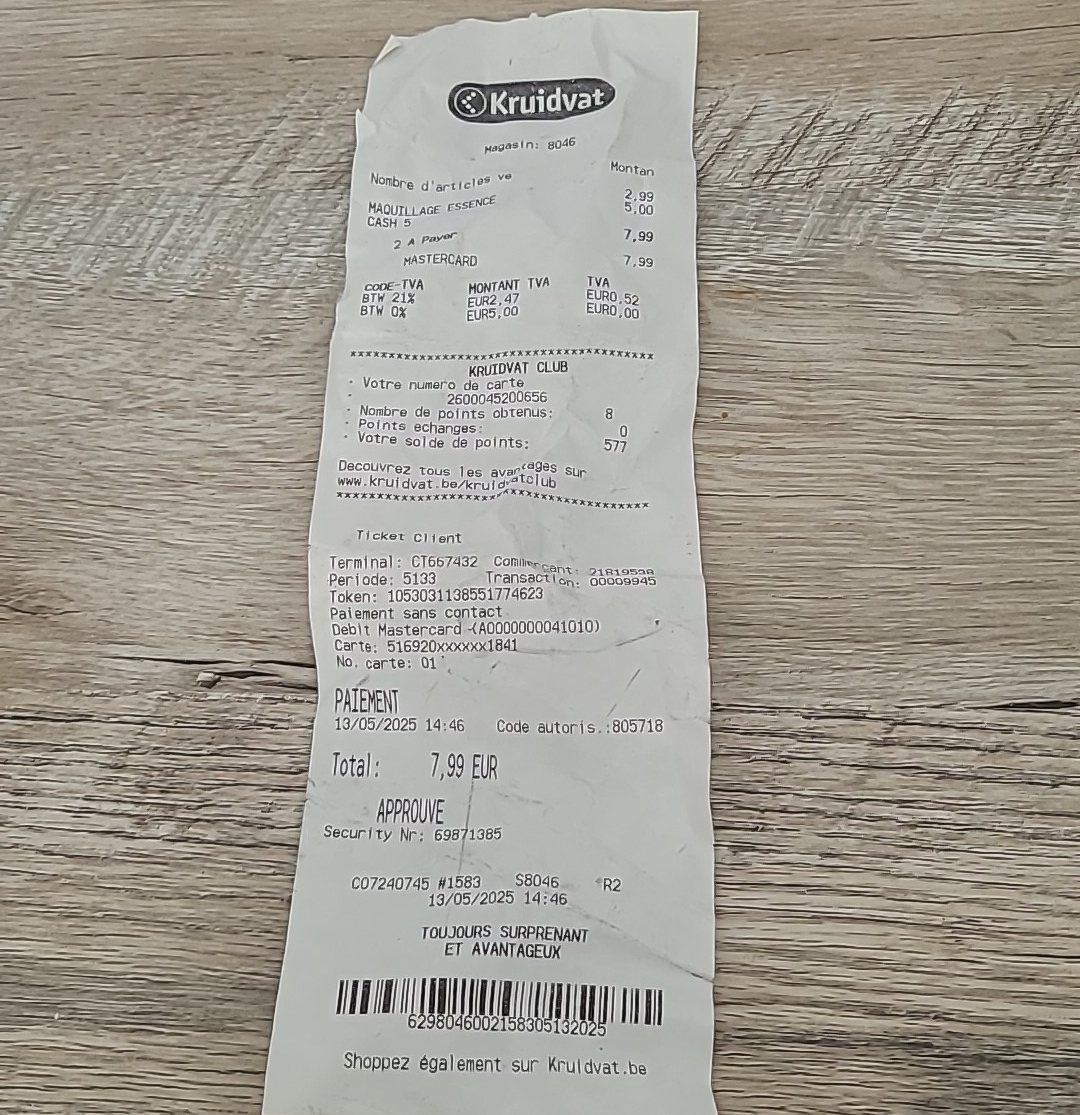 Kruidvat
Magasin: 8046
Nombre d'articles ve Montan
MAQUILLAGE ESSENCE 2,99
CASH 5 5,00
2 A Payer 7,99
MASTERCARD 7,99
CODE-TVA MONTANT TVA TVA
BTW 21% EUR2,47 EUR0,52
BTW 0% EUR5,00 EUR0,00
****************************************
KRUIDVAT CLUB
· Votre numero de carte
2600045200656
· Nombre de points obtenus: 8
· Points echanges: 0
· Votre solde de points: 577
Decouvrez tous les avantages sur
www.kruidvat.be/kruidvatclub
****************************************
Ticket Client
Terminal: CT667432 Commercant: 21819538
Periode: 5133 Transaction: 00009945
Token: 1053031138551774623
Paiement sans contact
Debit Mastercard (A0000000041010)
Carte: 516920xxxxxx1841
No. carte: 01
PAIEMENT
13/05/2025 14:46 Code autoris.:805718
Total: 7,99 EUR
APPROUVE
Security Nr: 69871385
C07240745 #1583 S8046 R2
13/05/2025 14:46
TOUJOURS SURPRENANT
ET AVANTAGEUX
6298046002158305132025
Shoppez également sur Kruidvat.be